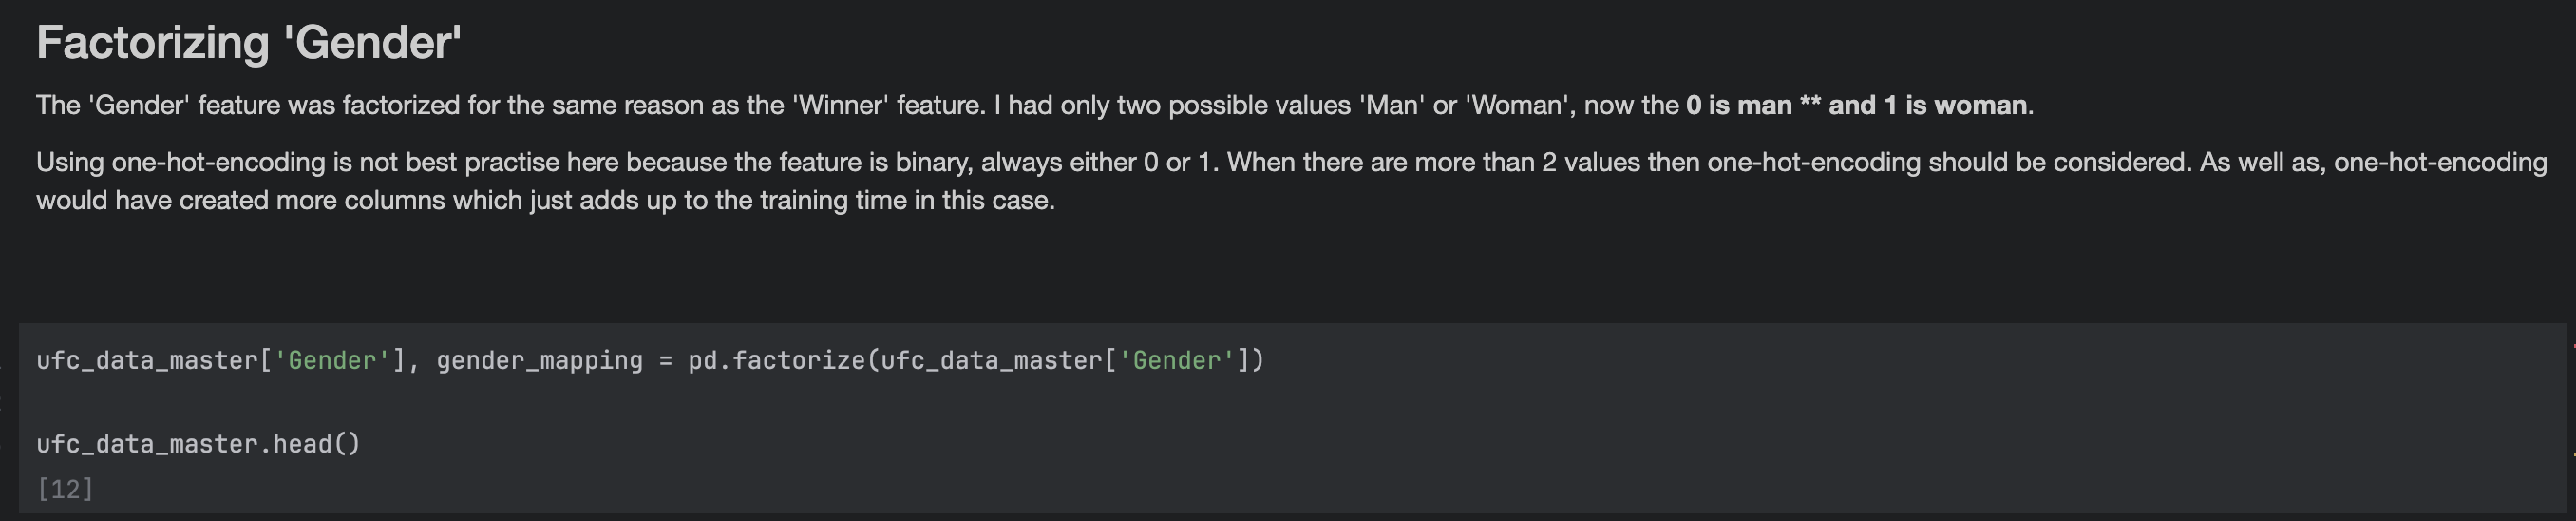 Factorizing 'Gender'
The 'Gender' feature was factorized for the same reason as the 'Winner' feature. I had only two possible values 'Man' or 'Woman', now the 0 is man ** and 1 is woman.
Using one-hot-encoding is not best practise here because the feature is binary, always either 0 or 1. When there are more than 2 values then one-hot-encoding should be considered. As well as, one-hot-encoding
would have created more columns which just adds up to the training time in this case.
ufc_data_master['Gender'], gender_mapping = pd.factorize(ufc_data_master['Gender'])
ufc_data_master.head()
[12]